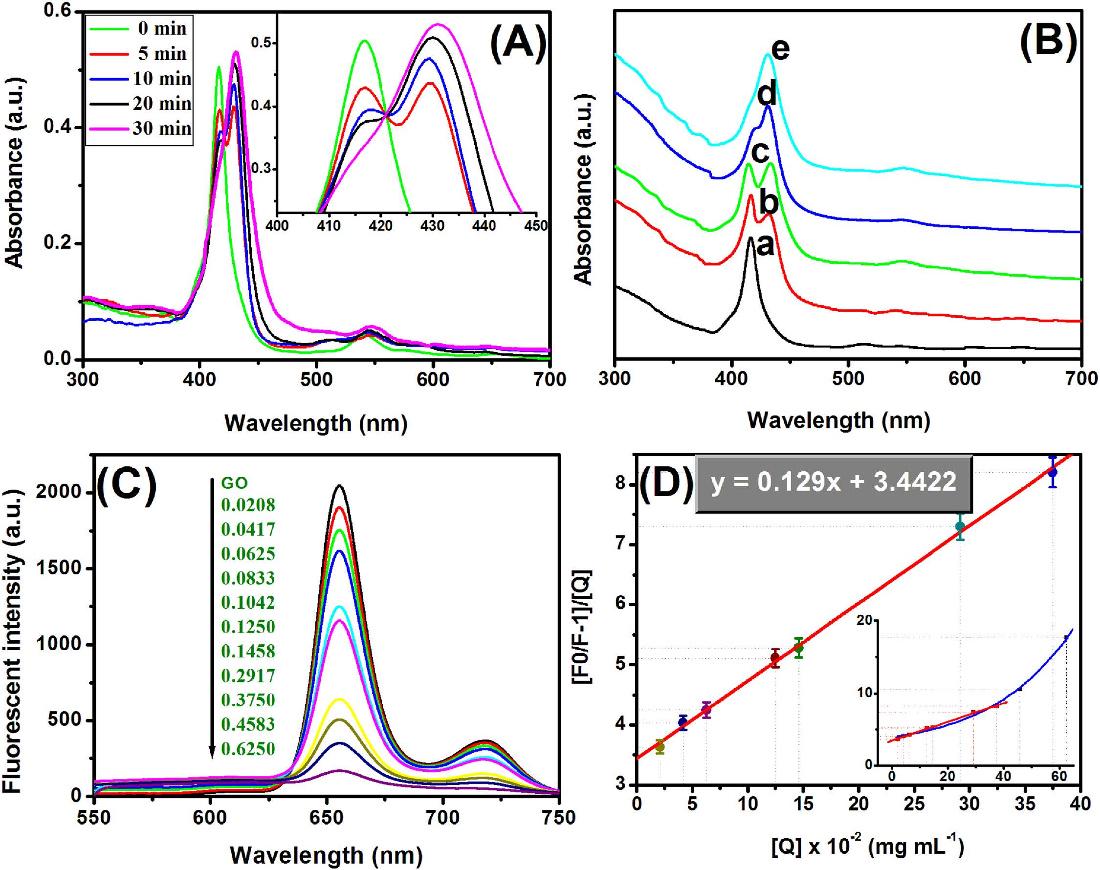 (A)
0.6
0.4
0.2
0.0
300
400
500
600
700
Absorbance (a.u.)
Wavelength (nm)
0 min
5 min
10 min
20 min
30 min
0.5
0.4
0.3
400
410
420
430
440
450
(B)
e
d
c
b
a
300
400
500
600
700
Absorbance (a.u.)
Wavelength (nm)
(C)
GO
0.0208
0.0417
0.0625
0.0833
0.1042
0.1250
0.1458
0.2917
0.3750
0.4583
0.6250
2000
1500
1000
500
0
550
600
650
700
750
Fluorescent intensity (a.u.)
Wavelength (nm)
(D)
y = 0.129x + 3.4422
8
7
6
5
4
3
0
5
10
15
20
25
30
35
40
[F0/F-1]/[Q]
[Q] x 10-2 (mg mL-1)
20
10
0
0
20
40
60